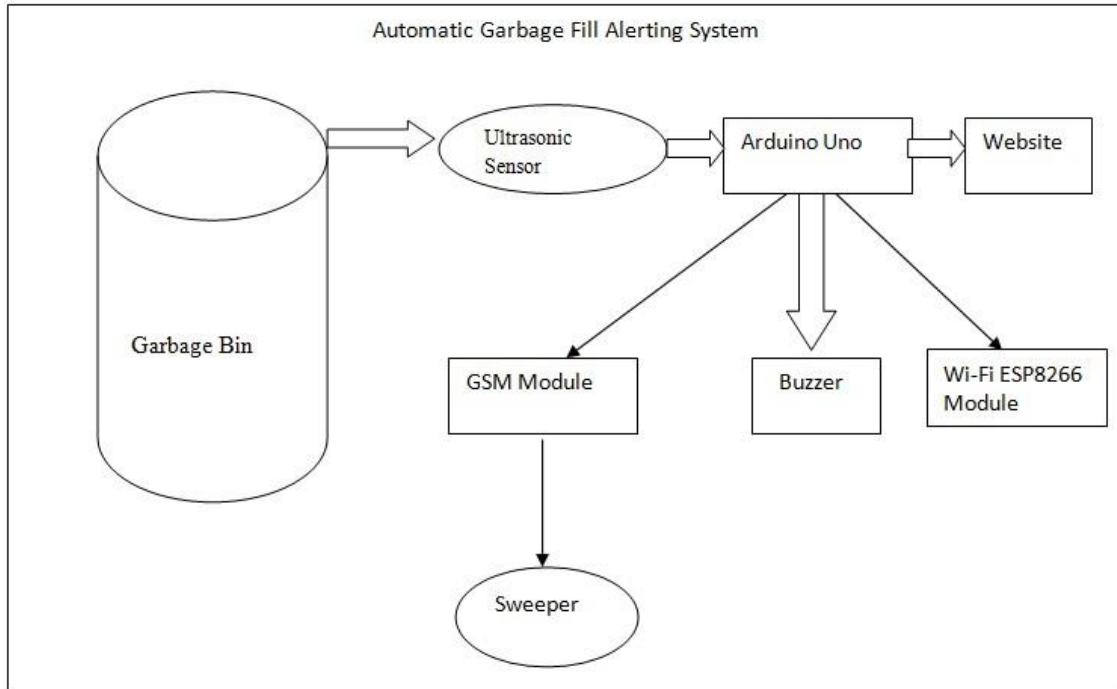 Automatic Garbage Fill Alerting System
Ultrasonic
Sensor
Arduino Uno
Website
Garbage Bin
GSM Module
Buzzer
Wi-Fi ESP8266
Module
Sweeper